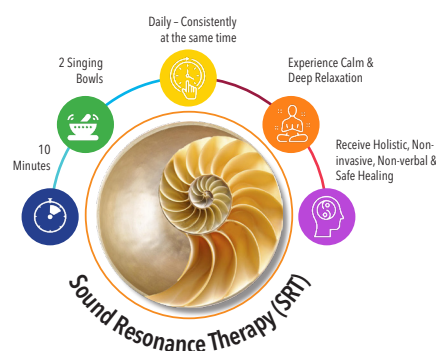 Daily – Consistently
at the same time
2 Singing
Bowls
Experience Calm &
Deep Relaxation
10
Minutes
Receive Holistic, Non-
invasive, Non-verbal &
Safe Healing
Sound Resonance Therapy (SRT)